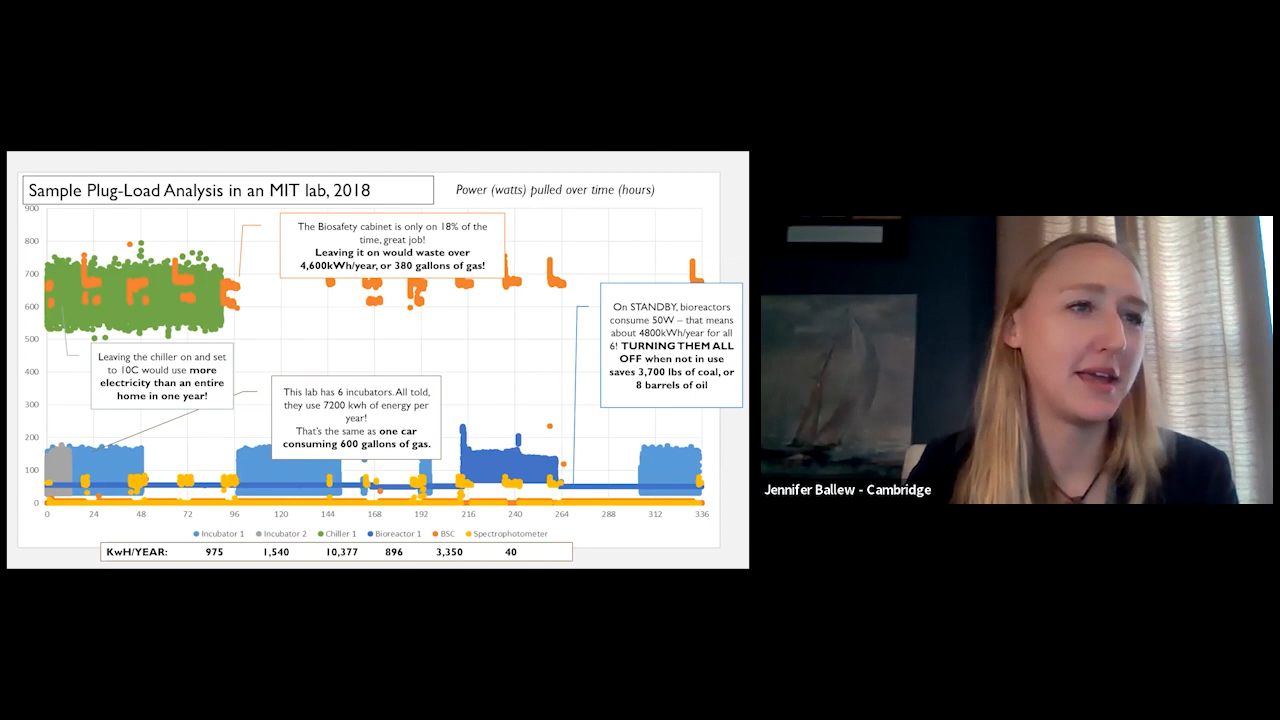 Sample Plug-Load Analysis in an MIT lab, 2018
Power (watts) pulled over time (hours)
900
800
700
600
500
400
300
200
100
0
The Biosafety cabinet is only on 18% of the
time, great job!
Leaving it on would waste over
4,600kWh/year, or 380 gallons of gas!
On STANDBY, bioreactors
consume 50W – that means
about 4800kWh/year for all
6! TURNING THEM ALL
OFF when not in use
saves 3,700 lbs of coal, or
8 barrels of oil
Leaving the chiller on and set
to 10C would use more
electricity than an entire
home in one year!
This lab has 6 incubators. All told,
they use 7200 kwh of energy per
year!
That's the same as one car
consuming 600 gallons of gas.
0 24 48 72 96 120 144 168 192 216 240 264 288 312 336
Incubator 1 Incubator 2 Chiller 1 Bioreactor 1 BSC Spectrophotometer
KwH/YEAR: 975 1,540 10,377 896 3,350 40
Jennifer Ballew - Cambridge